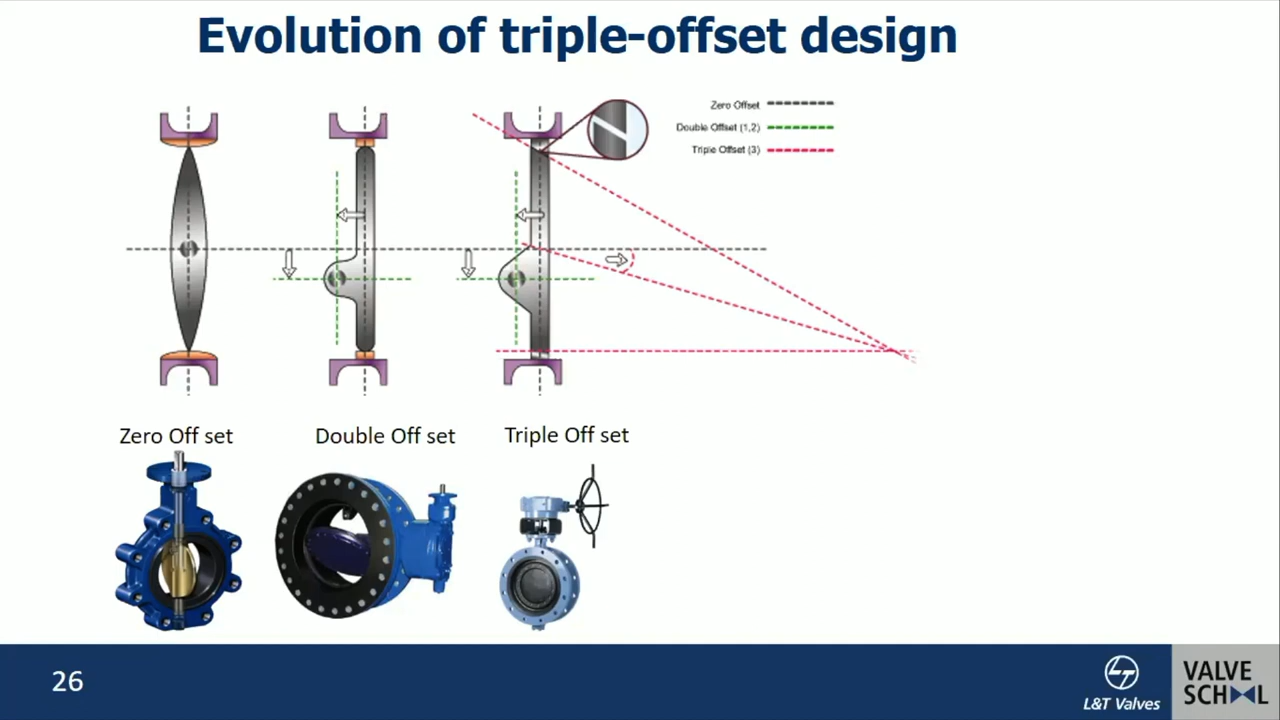 Evolution of triple-offset design
Zero Offset
Double Offset (1,2)
Triple Offset (3)
Zero Off set
Double Off set
Triple Off set
26
L&T Valves
VALVE
SCHOOL